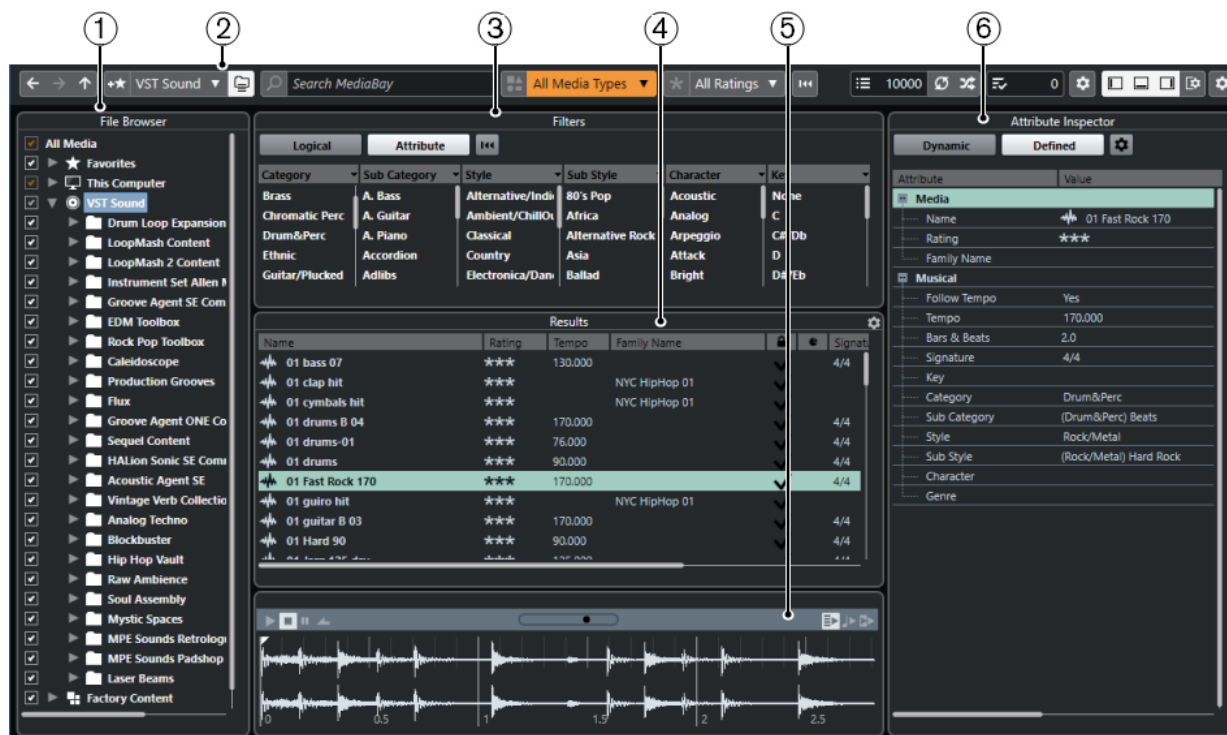 1 2 3 4 5 6
VST Sound Search MediaBay All Media Types All Ratings 10000 0
File Browser
All Media
Favorites
This Computer
VST Sound
Drum Loop Expansion
LoopMash Content
LoopMash 2 Content
Instrument Set Allen
Groove Agent SE Com
EDM Toolbox
Rock Pop Toolbox
Caleidoscope
Production Grooves
Flux
Groove Agent ONE Co
Sequel Content
HALion Sonic SE
Acoustic Agent SE
Vintage Verb Collectio
Analog Techno
Blockbuster
Hip Hop Vault
Raw Ambience
Soul Assembly
Mystic Spaces
MPE Sounds Retrolog
MPE Sounds Padshop
Laser Beams
Factory Content
Filters
Logical Attribute
Category Sub Category Style Sub Style Character
Brass A. Bass Alternative/Indi 80's Pop Acoustic None
Chromatic Perc A. Guitar Ambient/ChillOu Africa Analog C
Drum&Perc A. Piano Classical Alternative Rock Arpeggio C#/Db
Ethnic Accordion Country Asia Attack D
Guitar/Plucked Adlibs Electronica/Dan Ballad Bright D#/Eb
Results
Name Rating Tempo Family Name Signat
01 bass 07 *** 130.000 4/4
01 clap hit *** NYC HipHop 01
01 cymbals hit *** NYC HipHop 01
01 drums B 04 *** 170.000 4/4
01 drums-01 *** 76.000 4/4
01 drums *** 90.000 4/4
01 Fast Rock 170 *** 170.000 4/4
01 guiro hit *** NYC HipHop 01
01 guitar B 03 *** 170.000 4/4
01 Hard 90 *** 90.000 4/4
0 0.5 1 1.5 2 2.5
Attribute Inspector
Dynamic Defined
Attribute Value
Media
Name 01 Fast Rock 170
Rating ***
Family Name
Musical
Follow Tempo Yes
Tempo 170.000
Bars & Beats 2.0
Signature 4/4
Key
Category Drum&Perc
Sub Category (Drum&Perc) Beats
Style Rock/Metal
Sub Style (Rock/Metal) Hard Rock
Character
Genre